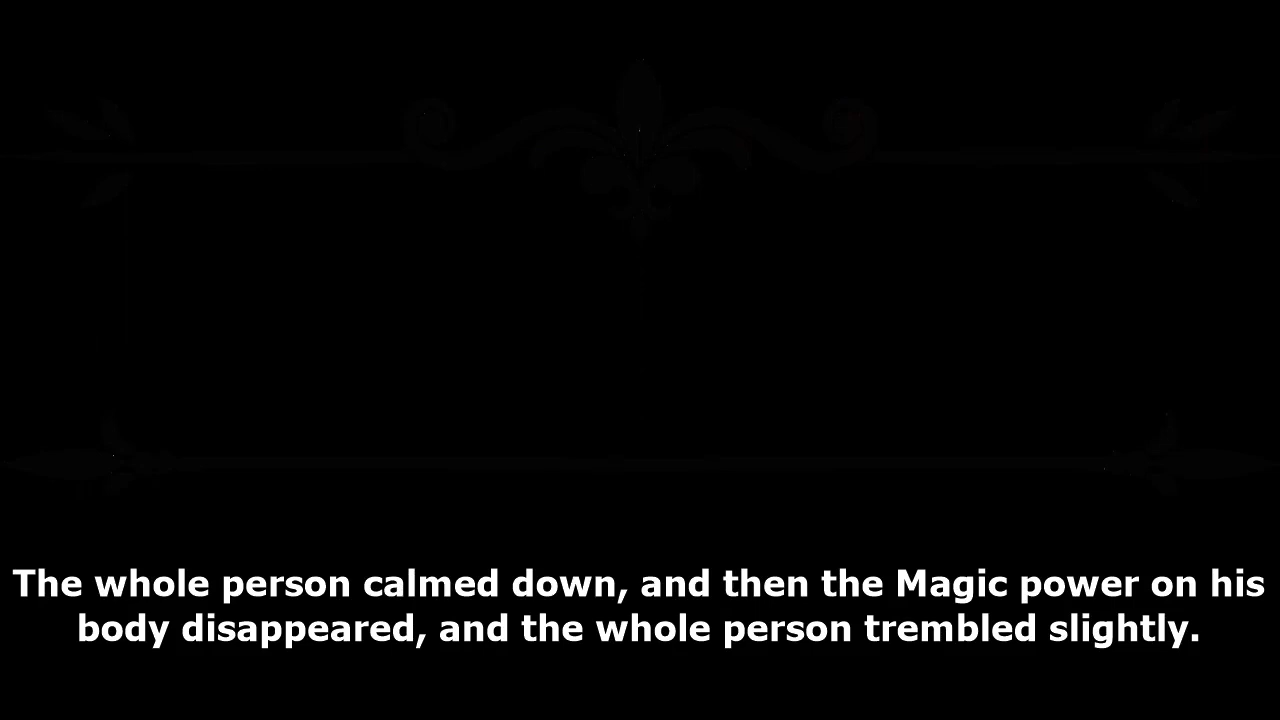 The whole person calmed down, and then the Magic power on his
body disappeared, and the whole person trembled slightly.